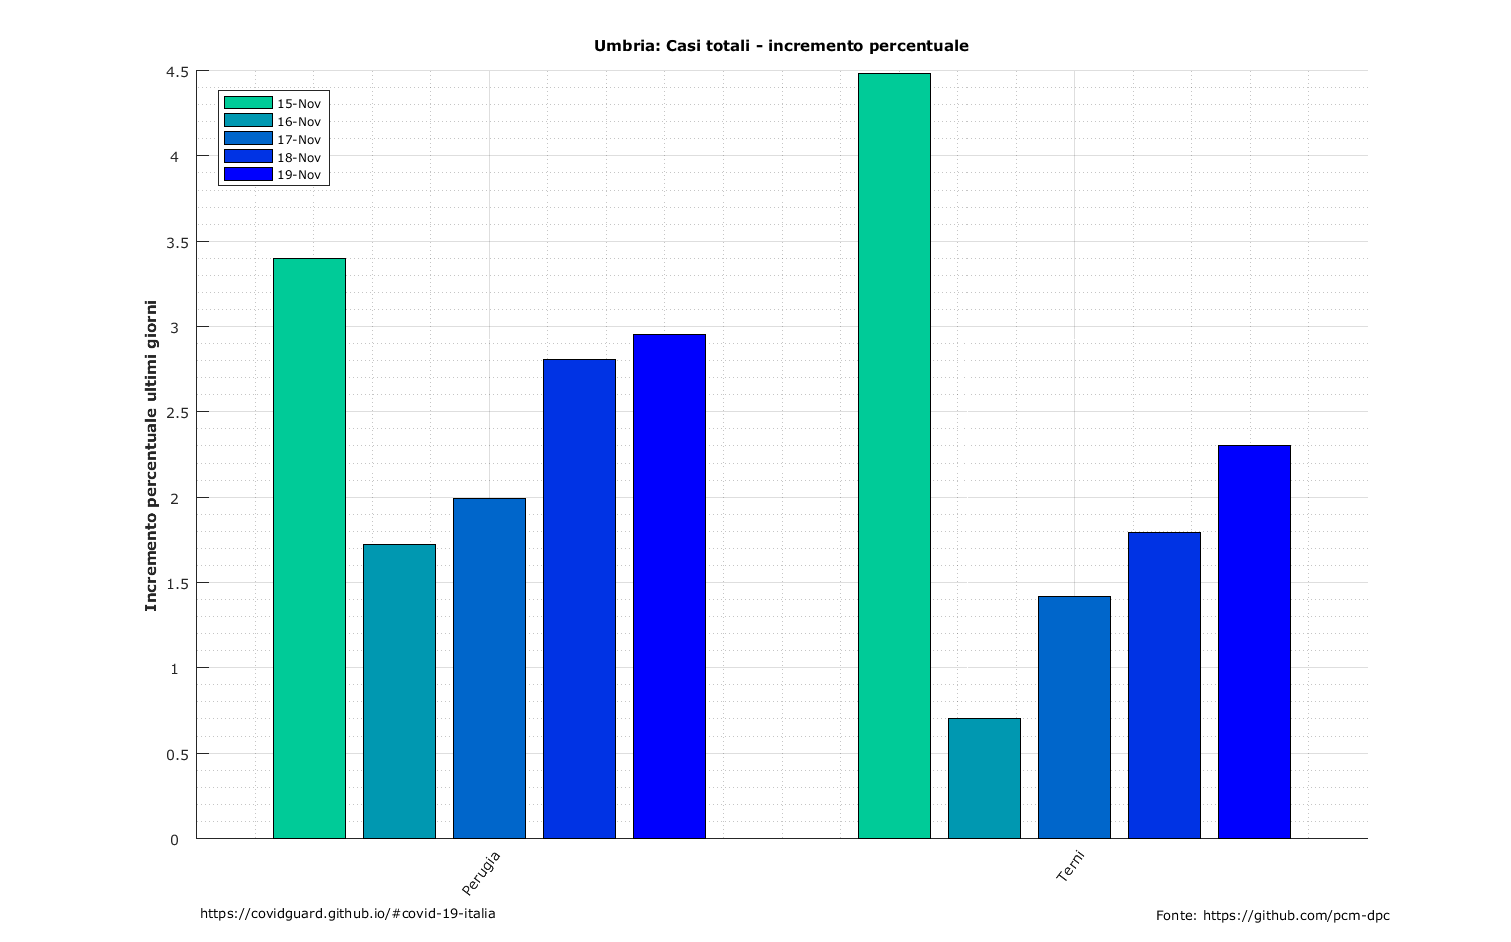 Umbria: Casi totali - incremento percentuale
4.5
4
3.5
3
2.5
2
1.5
1
0.5
0
Incremento percentuale ultimi giorni
15-Nov
16-Nov
17-Nov
18-Nov
19-Nov
Perugia
Terni
https://covidguard.github.io/#covid-19-italia
Fonte: https://github.com/pcm-dpc